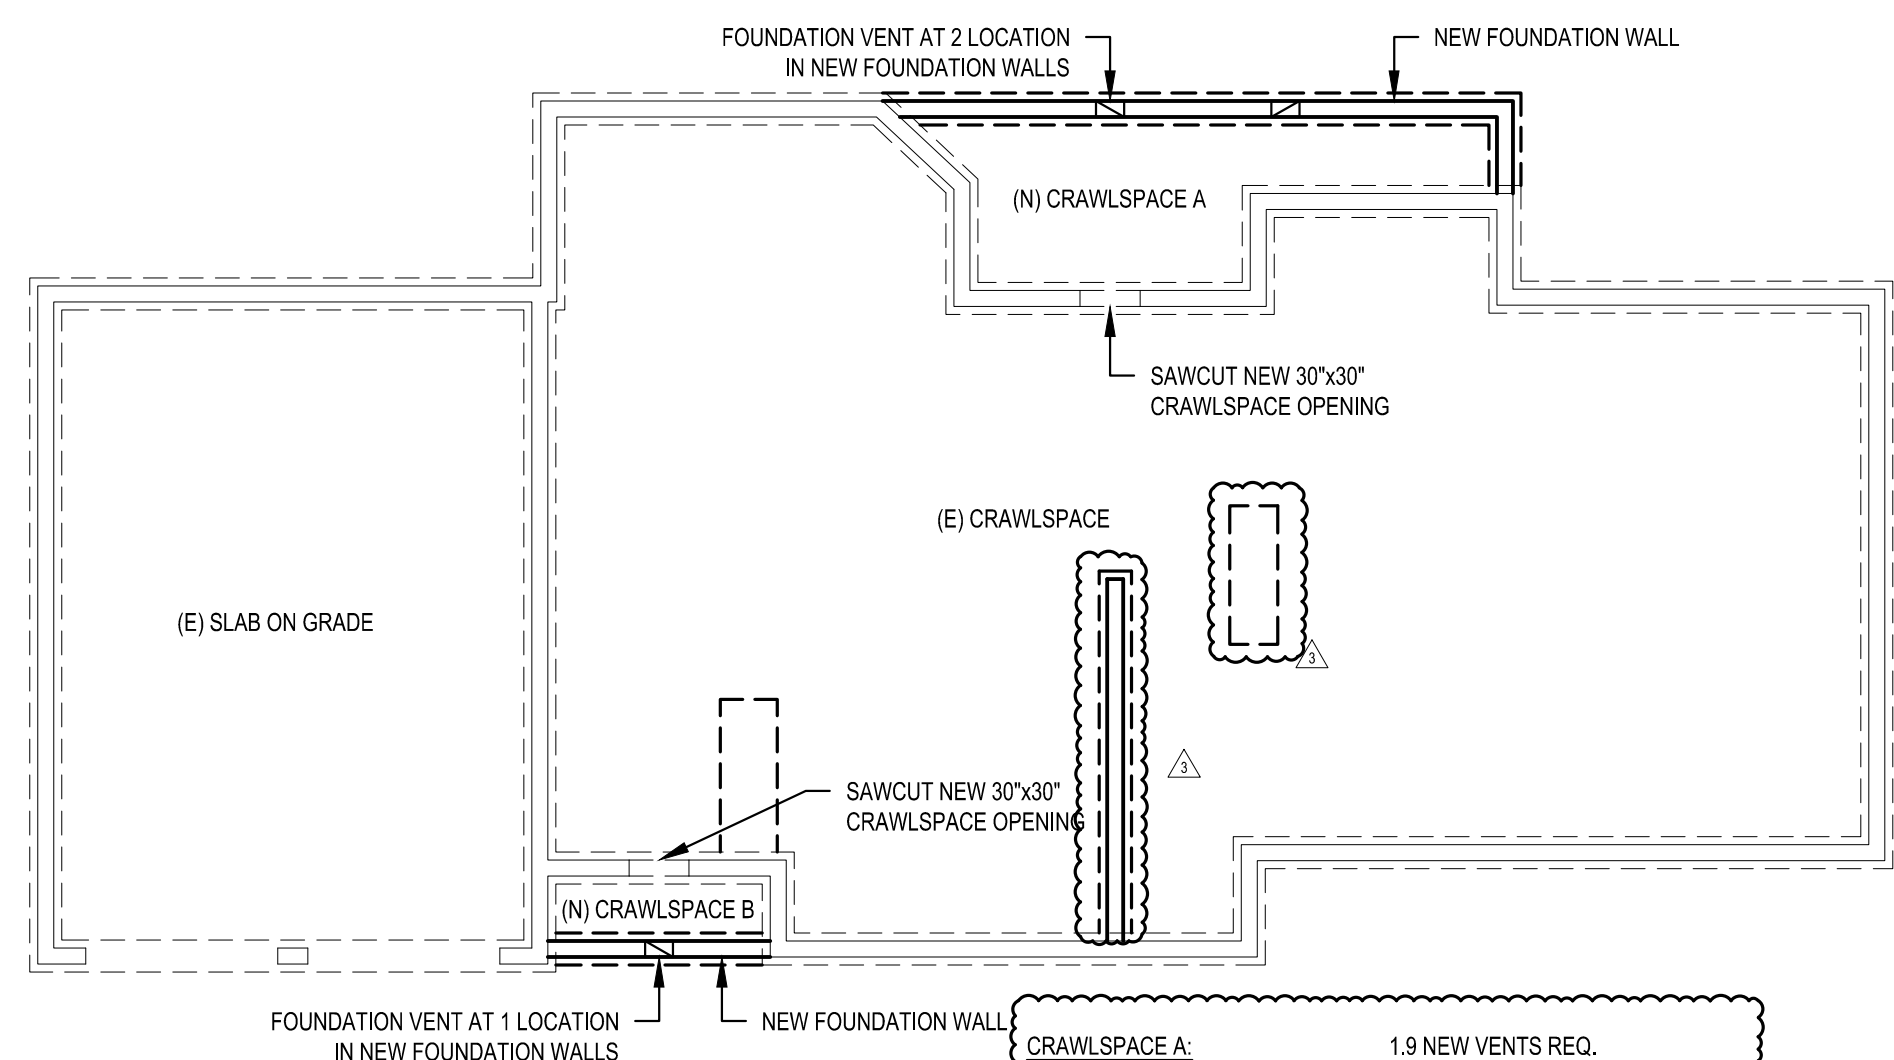 FOUNDATION VENT AT 2 LOCATION
IN NEW FOUNDATION WALLS
NEW FOUNDATION WALL
(N) CRAWLSPACE A
SAWCUT NEW 30"x30"
CRAWLSPACE OPENING
(E) CRAWLSPACE
(E) SLAB ON GRADE
3
3
SAWCUT NEW 30"x30"
CRAWLSPACE OPENING
(N) CRAWLSPACE B
FOUNDATION VENT AT 1 LOCATION
IN NEW FOUNDATION WALLS
NEW FOUNDATION WALL
CRAWLSPACE A: 1.9 NEW VENTS REQ.